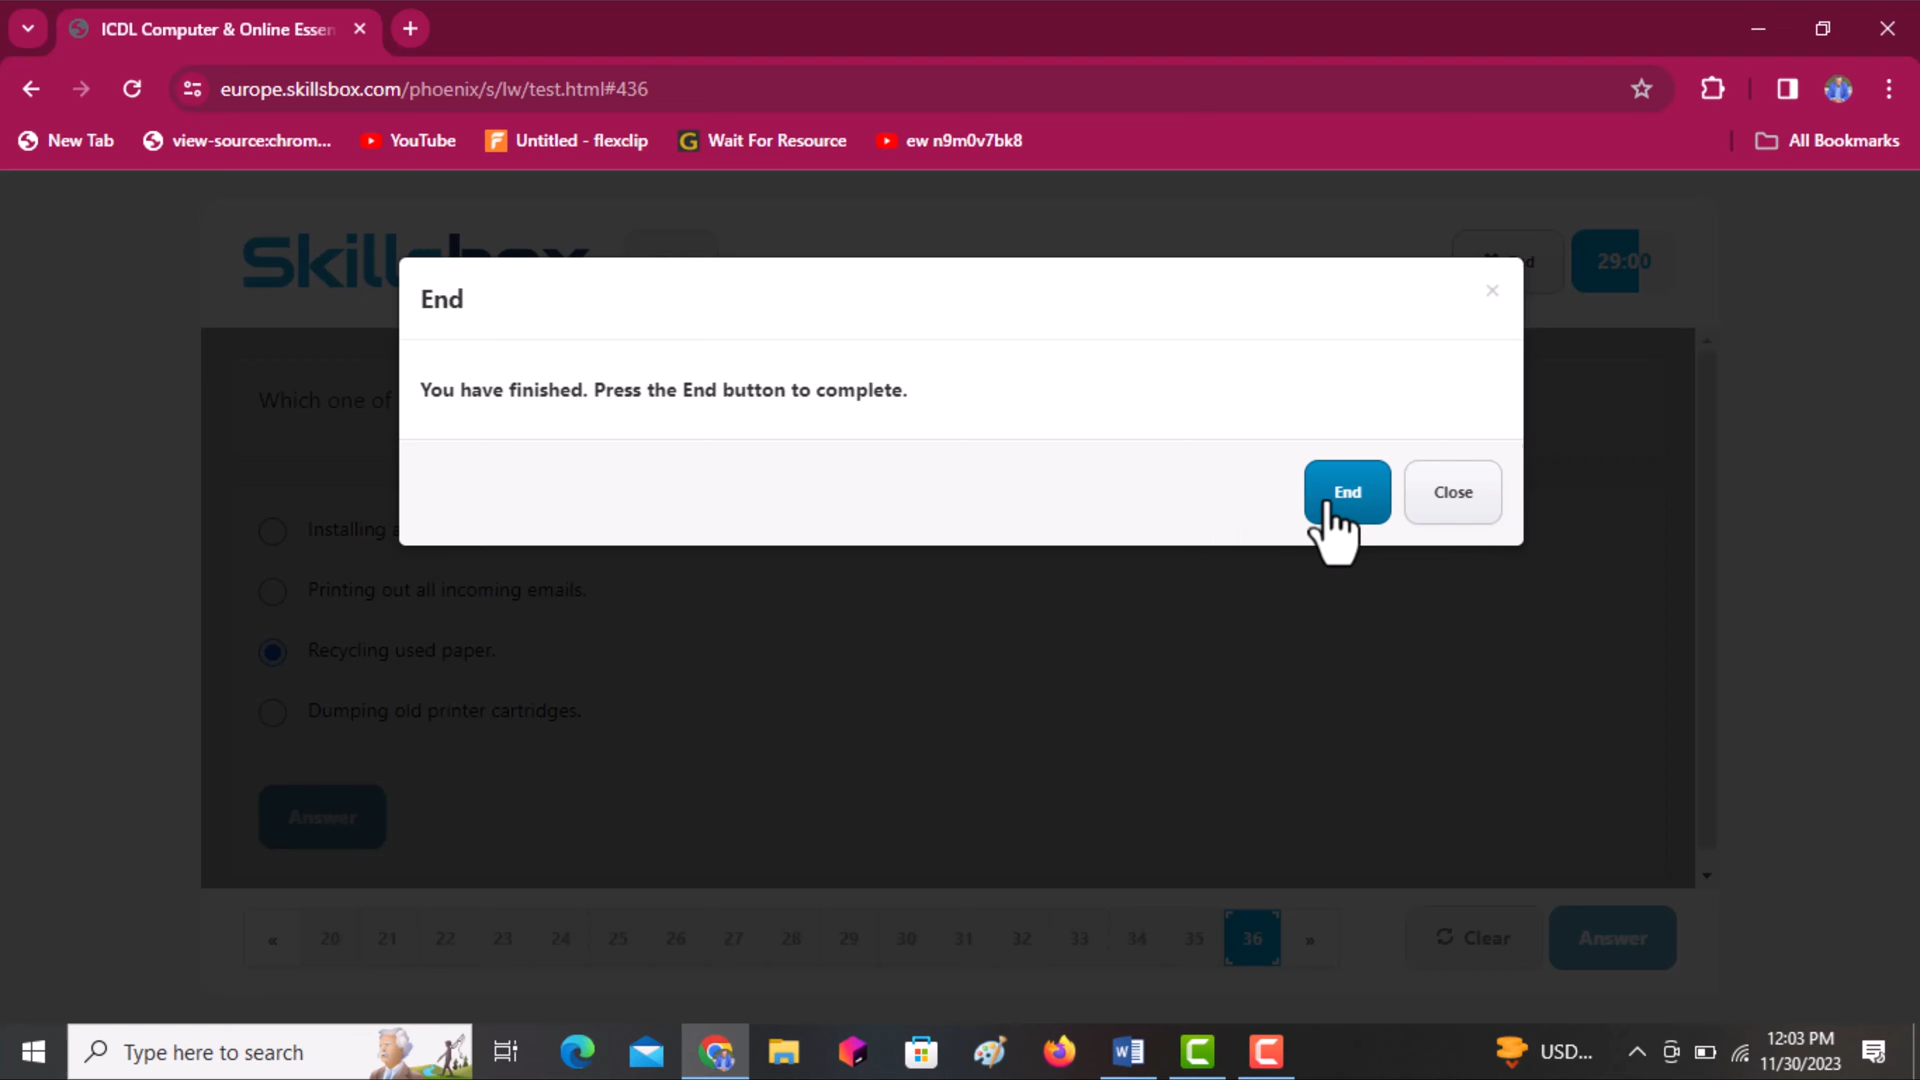 ICDL Computer & Online Essen
europe.skillsbox.com/phoenix/s/lw/test.html#436
New Tab
view-source:chrom...
YouTube
Untitled - flexclip
Wait For Resource
ew n9m0v7bk8
All Bookmarks
29:00
End
You have finished. Press the End button to complete.
End
Close
Which one of
Installing
Printing out all incoming emails.
Recycling used paper.
Dumping old printer cartridges.
Answer
« 20 21 22 23 24 25 26 27 28 29 30 31 32 33 34 35 36 »
Clear
Answer
Type here to search
USD...
12:03 PM
11/30/2023